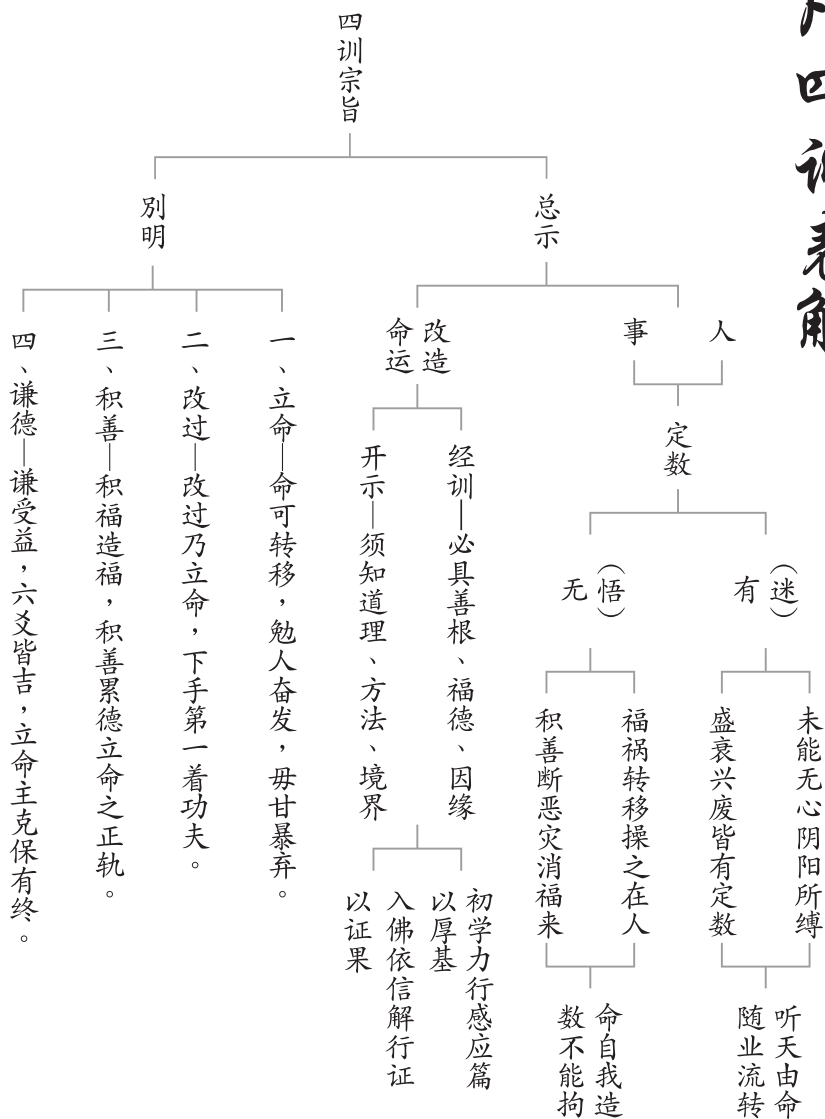 凡四训表解
四训宗旨
总示
别明
人
事
定数
(迷)
有
(悟)
无
未能无心阴阳所缚
盛衰兴废皆有定数
听天由命
随业流转
福祸转移操之在人
积善断恶灾消福来
命自我造
数不能拘
改造
命运
经训—必具善根、福德、因缘
开示—须知道理、方法、境界
初学力行感应篇
以厚基
入佛依信解行证
以证果
一、立命—命可转移，勉人奋发，毋甘暴弃。
二、改过—改过乃立命，下手第一着功夫。
三、积善—积福造福，积善累德立命之正轨。
四、谦德—谦受益，六爻皆吉，立命主克保有终。